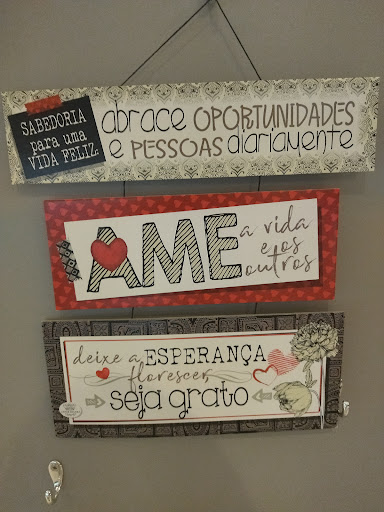 SABEDORIA
para uma
VIDA FELIZ
abrace OPORTUNIDADES
e PESSOAS diariamente
AME
a vida
e os
outros
deixe a ESPERANÇA
florescer,
seja grato